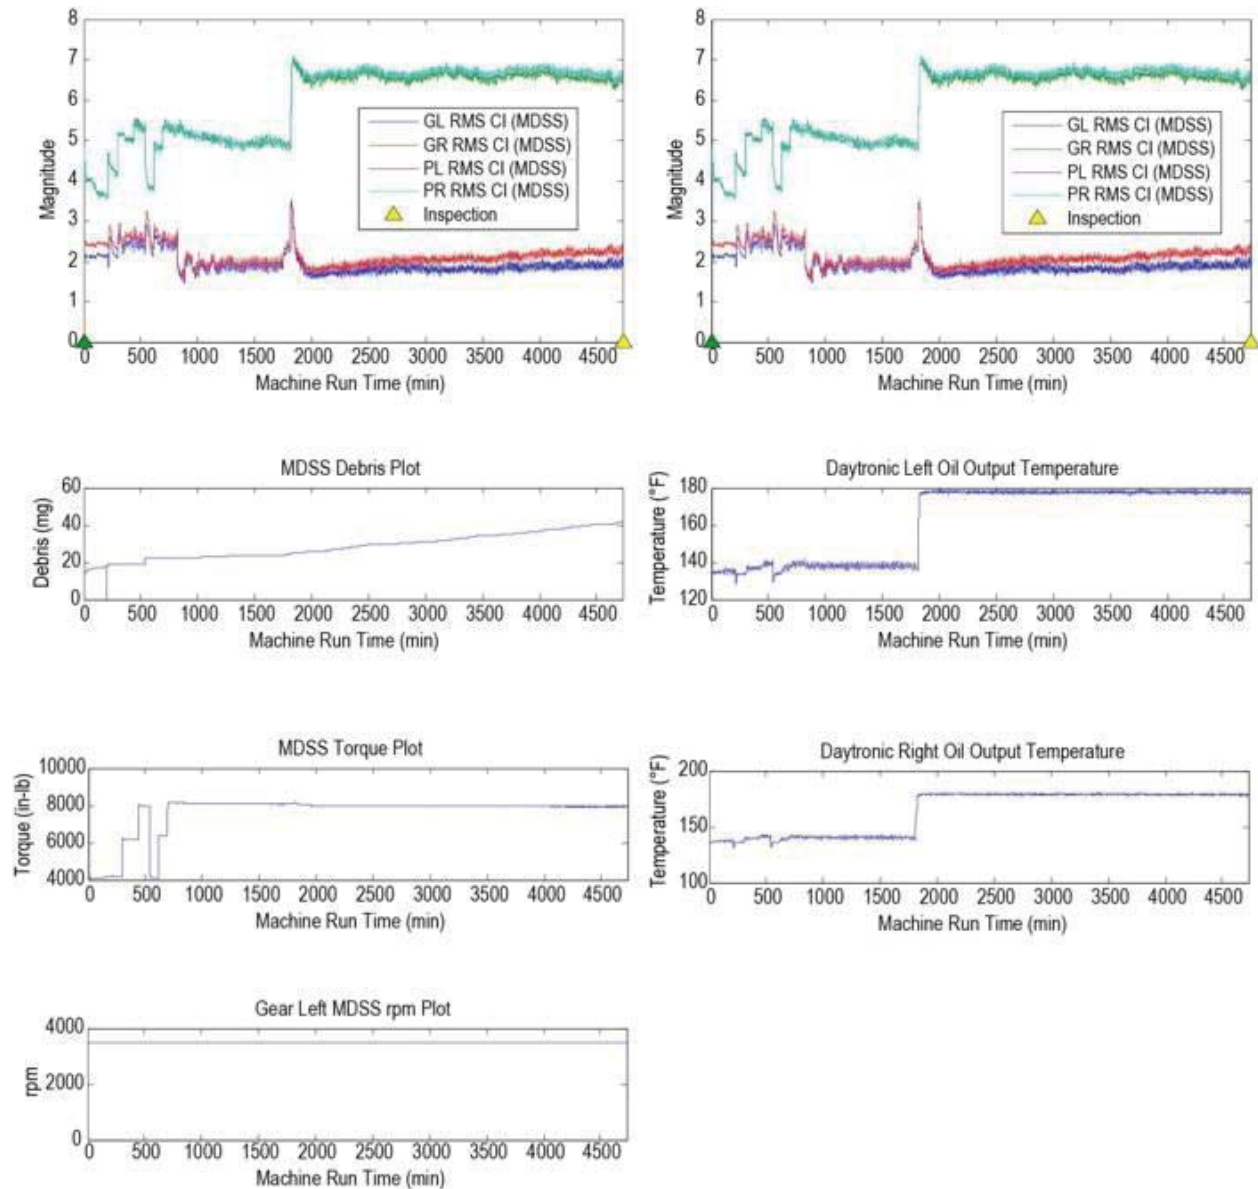 8
7
6
5
4
3
2
1
0
Magnitude
GL RMS CI (MDSS)
GR RMS CI (MDSS)
PL RMS CI (MDSS)
PR RMS CI (MDSS)
Inspection
0 500 1000 1500 2000 2500 3000 3500 4000 4500
Machine Run Time (min)
8
7
6
5
4
3
2
1
0
Magnitude
GL RMS CI (MDSS)
GR RMS CI (MDSS)
PL RMS CI (MDSS)
PR RMS CI (MDSS)
Inspection
0 500 1000 1500 2000 2500 3000 3500 4000 4500
Machine Run Time (min)
MDSS Debris Plot
60
40
20
0
Debris (mg)
0 500 1000 1500 2000 2500 3000 3500 4000 4500
Machine Run Time (min)
Daytronic Left Oil Output Temperature
180
160
140
120
Temperature (°F)
0 500 1000 1500 2000 2500 3000 3500 4000 4500
Machine Run Time (min)
MDSS Torque Plot
10000
8000
6000
4000
Torque (in-lb)
0 500 1000 1500 2000 2500 3000 3500 4000 4500
Machine Run Time (min)
Daytronic Right Oil Output Temperature
200
150
100
Temperature (°F)
0 500 1000 1500 2000 2500 3000 3500 4000 4500
Machine Run Time (min)
Gear Left MDSS rpm Plot
4000
2000
0
rpm
0 500 1000 1500 2000 2500 3000 3500 4000 4500
Machine Run Time (min)